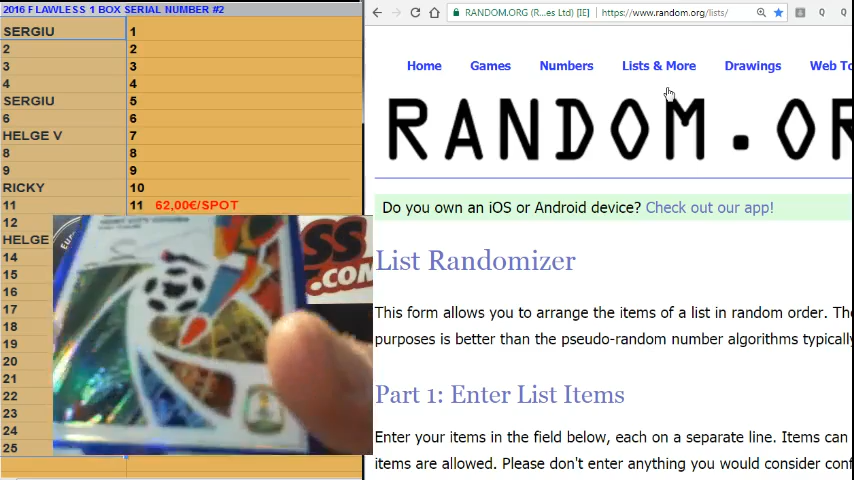 2016 FLAWLESS 1 BOX SERIAL NUMBER #2
SERGIU 1
2 2
3 3
4 4
SERGIU 5
6 6
HELGE V 7
8 8
9 9
RICKY 10
11 11 62,00€/SPOT
12
HELGE
14
15
16
17
18
19
20
21
22
23
24
25
SS
.COM
RANDOM.ORG (R...es Ltd) [IE] https://www.random.org/lists/
Home Games Numbers Lists & More Drawings Web To
RANDOM.OR
Do you own an iOS or Android device? Check out our app!
List Randomizer
This form allows you to arrange the items of a list in random order. The
purposes is better than the pseudo-random number algorithms typically
Part 1: Enter List Items
Enter your items in the field below, each on a separate line. Items can
items are allowed. Please don't enter anything you would consider conf